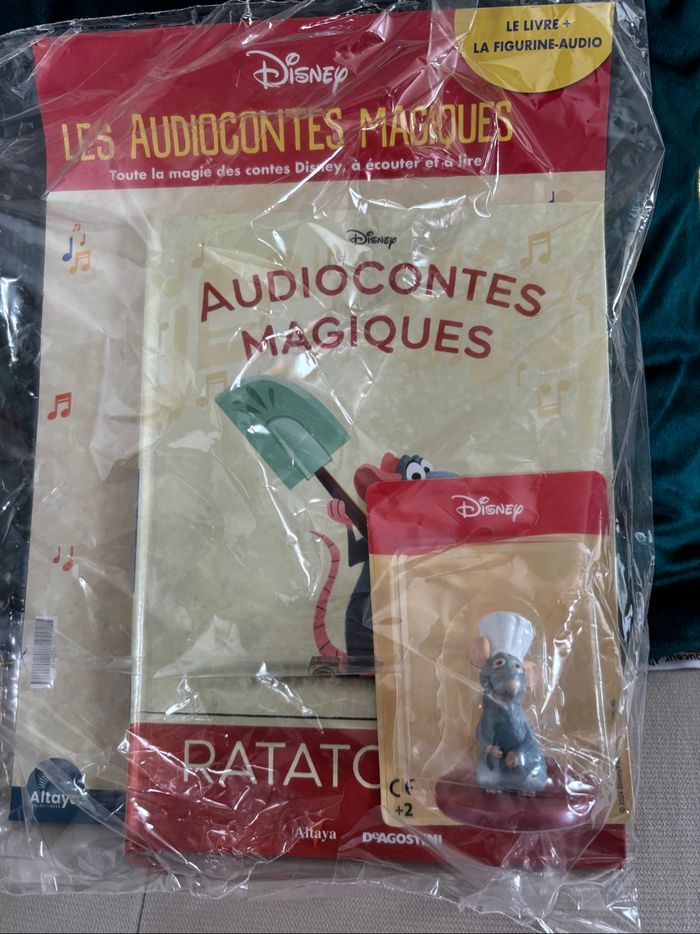 LE LIVRE +
LA FIGURINE-AUDIO
Disney
LES AUDIOCONTES MAGIQUES
Toute la magie des contes Disney, à écouter et à lire
Disney
AUDIOCONTES
MAGIQUES
Disney
RATATO
CE
+2
Altaya
Altaya
DeAGOSTINI